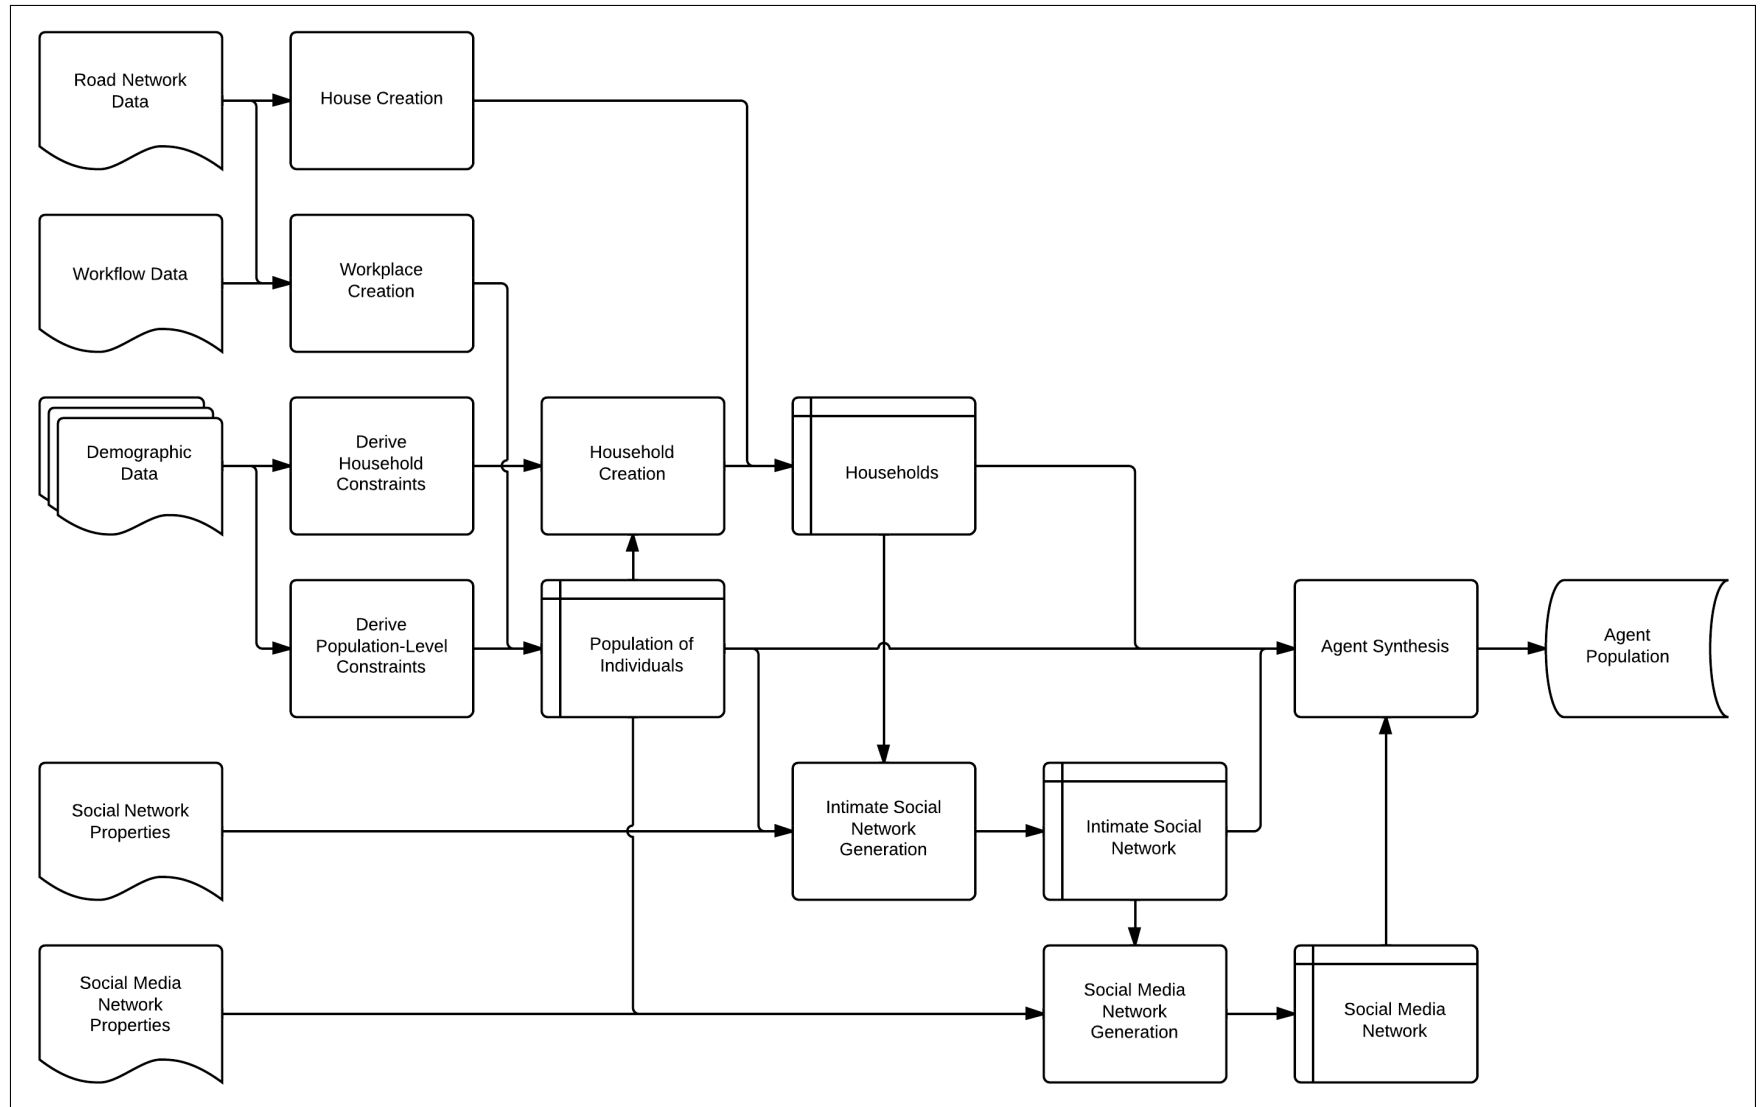 Road Network
Data
House Creation
Workflow Data
Workplace
Creation
Demographic
Data
Derive
Household
Constraints
Household
Creation
Households
Derive
Population-Level
Constraints
Population of
Individuals
Agent Synthesis
Agent
Population
Social Network
Properties
Intimate Social
Network
Generation
Intimate Social
Network
Social Media
Network
Properties
Social Media
Network
Generation
Social Media
Network